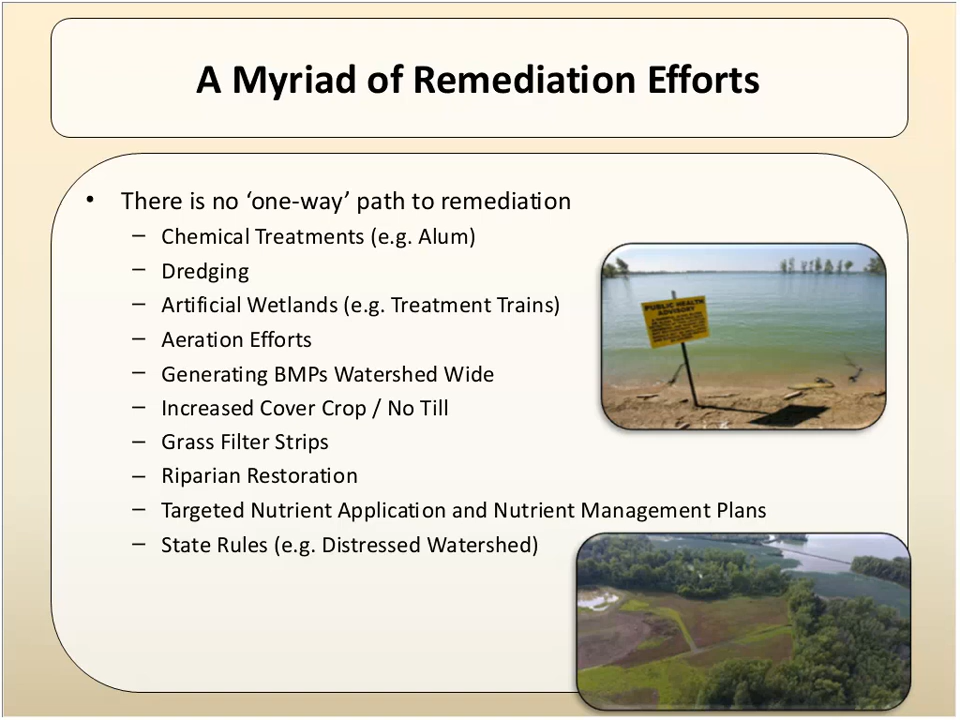 A Myriad of Remediation Efforts
• There is no ‘one-way’ path to remediation
– Chemical Treatments (e.g. Alum)
– Dredging
– Artificial Wetlands (e.g. Treatment Trains)
– Aeration Efforts
– Generating BMPs Watershed Wide
– Increased Cover Crop / No Till
– Grass Filter Strips
– Riparian Restoration
– Targeted Nutrient Application and Nutrient Management Plans
– State Rules (e.g. Distressed Watershed)
PUBLIC HEALTH
ADVISORY